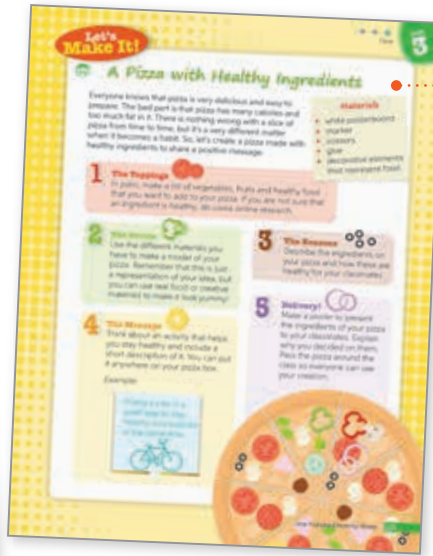 Let's
Make It!
5
A Pizza with Healthy Ingredients
Everyone knows that pizza is very delicious and easy to
prepare. The bad part is that pizza has many calories and
too much fat in it. There is nothing wrong with a slice of
pizza from time to time, but it's a very different matter
when it becomes a habit. So, let's create a pizza made with
healthy ingredients to share a positive message.
Materials
white posterboard
marker
scissors
glue
decorative elements
that represent food
1 The Toppings
In pairs, make a list of vegetables, fruits and healthy food
that you want to add to your pizza. If you are not sure that
an ingredient is healthy, do some online research.
2 The
Use the different materials you
have to make a model of your
pizza. Remember that this is just
a representation of your idea, but
you can use real food or creative
materials to make it look yummy!
3 The Reasons
Describe the ingredients on
your pizza and how these are
healthy for your classmates.
4 The Message
Think about an activity that helps
you stay healthy and include a
short description of it. You can put
it anywhere on your pizza box.
Example:
5 Delivery!
Make a poster to present
the ingredients of your pizza
to your classmates. Explain
why you decided on them.
Pass the pizza around the
class so everyone can see
your creation.